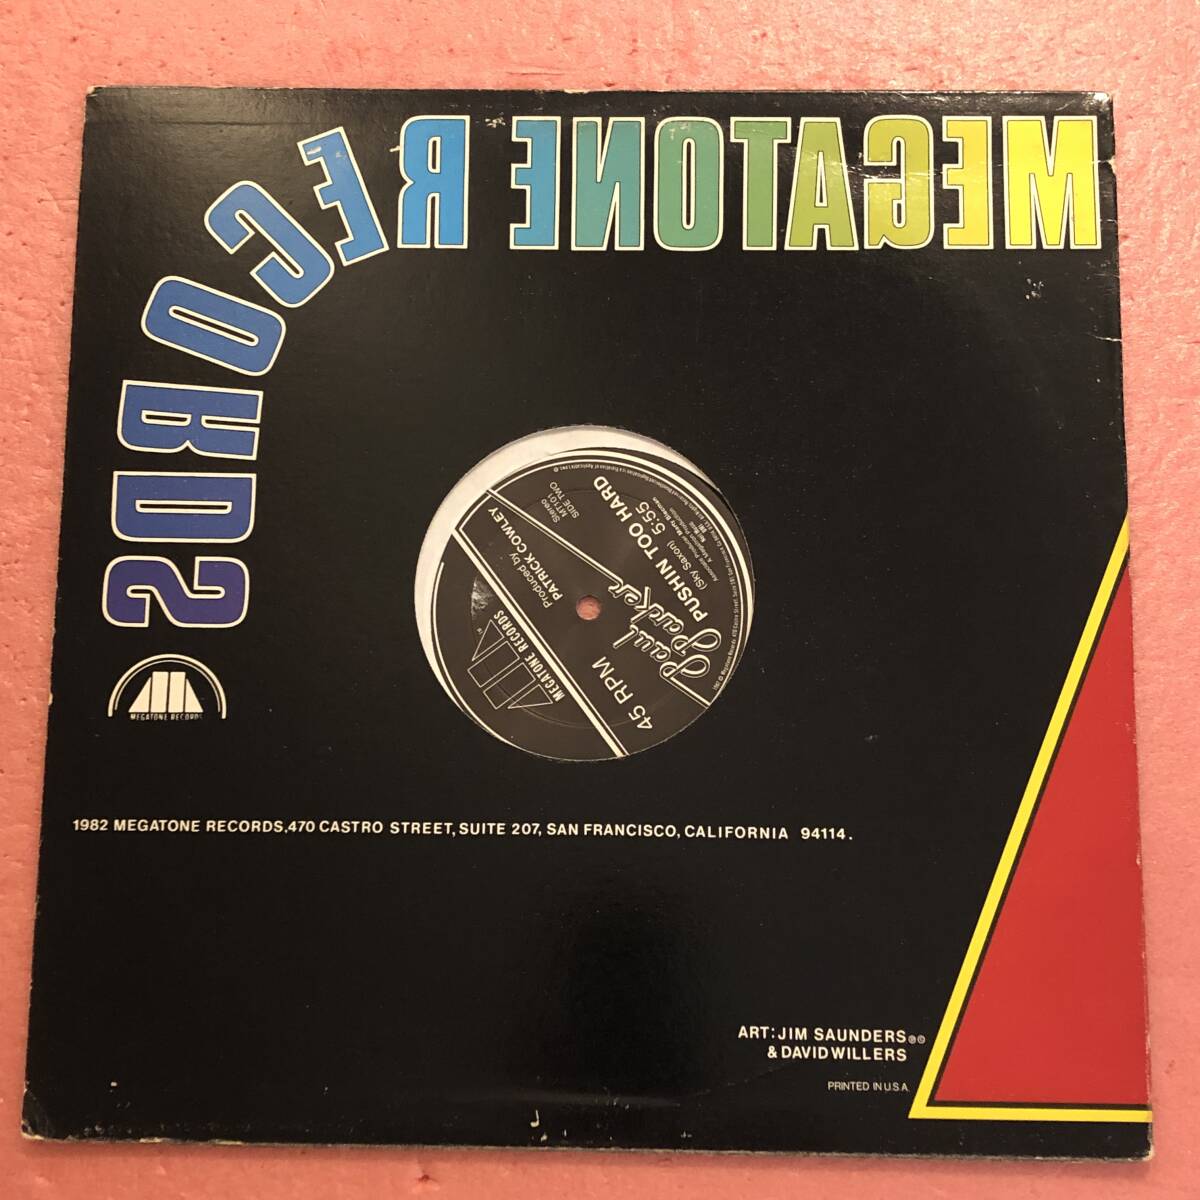 MEGATONE RECORDS
MEGATONE RECORDS
Stereo
MT101
SIDE TWO
Produced by
PATRICK COWLEY
MEGATONE RECORDS
45 RPM
Paul
Parker
PUSHIN TOO HARD
(Sky Saxon)
5:55
1982 MEGATONE RECORDS,470 CASTRO STREET, SUITE 207, SAN FRANCISCO, CALIFORNIA 94114.
ART: JIM SAUNDERS ℗©
& DAVID WILLERS
PRINTED IN U.S.A.